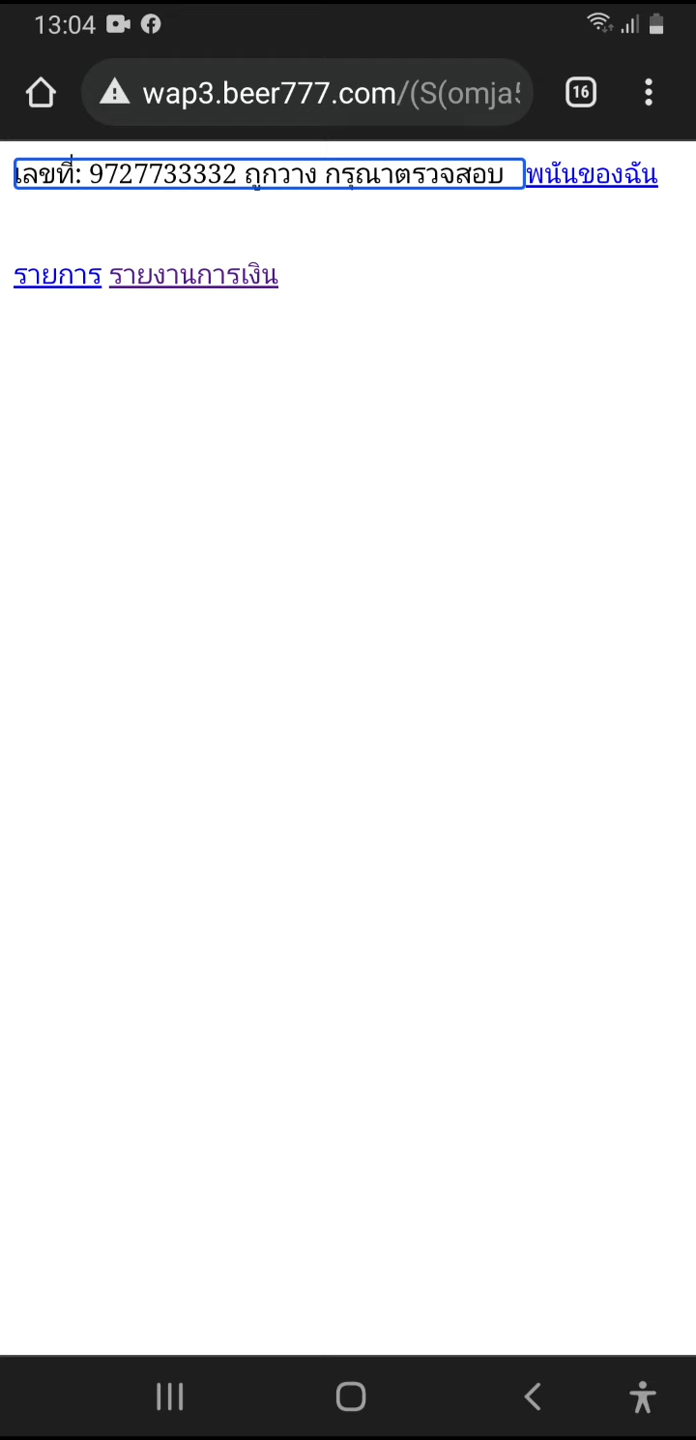 13:04
wap3.beer777.com/(S(omja5
16
เลขที่: 9727733332 ถูกวาง กรุณาตรวจสอบ พนันของฉัน
รายการ รายงานการเงิน